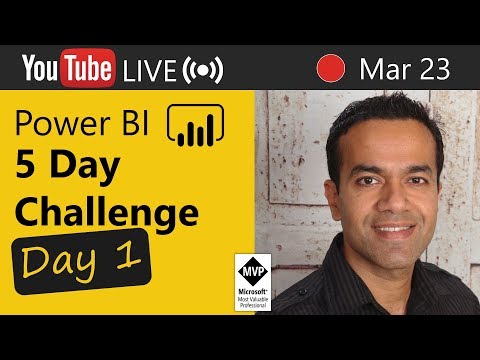 YouTube LIVE
Mar 23
Power BI
5 Day
Challenge
Day 1
MVP
Microsoft®
Most Valuable
Professional